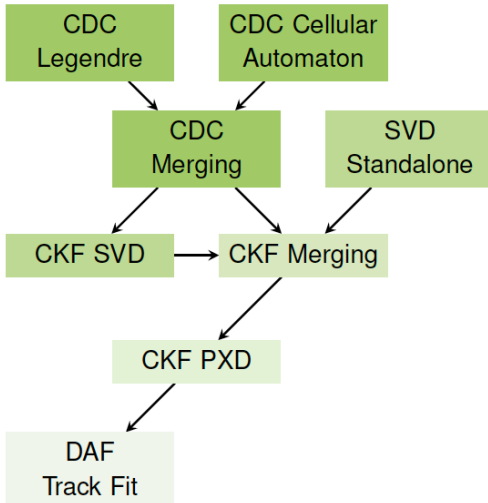 CDC
Legendre
CDC Cellular
Automaton
CDC
Merging
SVD
Standalone
CKF SVD
CKF Merging
CKF PXD
DAF
Track Fit